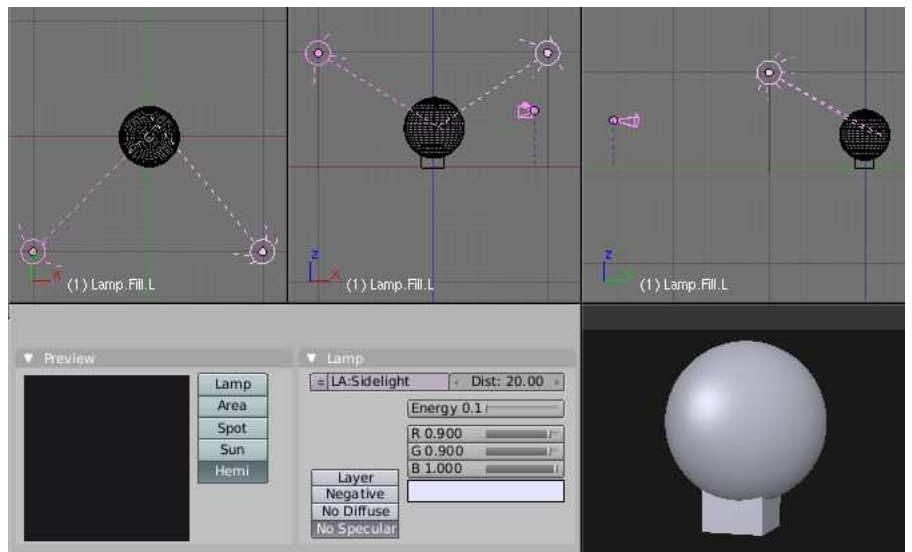 X
(1) Lamp.Fill.L
Z
X
(1) Lamp.Fill.L
Z
(1) Lamp.Fill.L
Preview
Lamp
Area
Spot
Sun
Hemi
Lamp
LA:Sidelight
Dist: 20.00
Energy 0.1
R 0.900
G 0.900
B 1.000
Layer
Negative
No Diffuse
No Specular